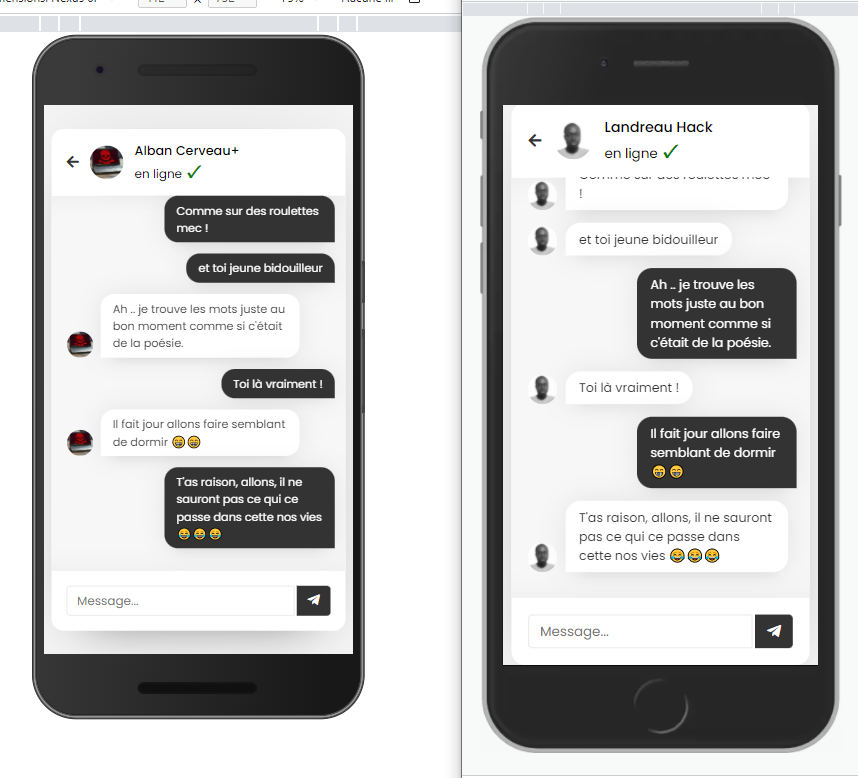 Alban Cerveau+
en ligne ✓
Comme sur des roulettes
mec !
et toi jeune bidouilleur
Ah .. je trouve les mots juste au
bon moment comme si c'était
de la poésie.
Toi là vraiment !
Il fait jour allons faire semblant
de dormir 😁😁
T'as raison, allons, il ne
sauront pas ce qui ce
passe dans cette nos vies
😂😂😂
Message...
Landreau Hack
en ligne ✓
Comme sur des roulettes mec
!
et toi jeune bidouilleur
Ah .. je trouve les
mots juste au bon
moment comme si
c'était de la poésie.
Toi là vraiment !
Il fait jour allons faire
semblant de dormir
😁😁
T'as raison, allons, il ne sauront
pas ce qui ce passe dans
cette nos vies 😂😂😂
Message...